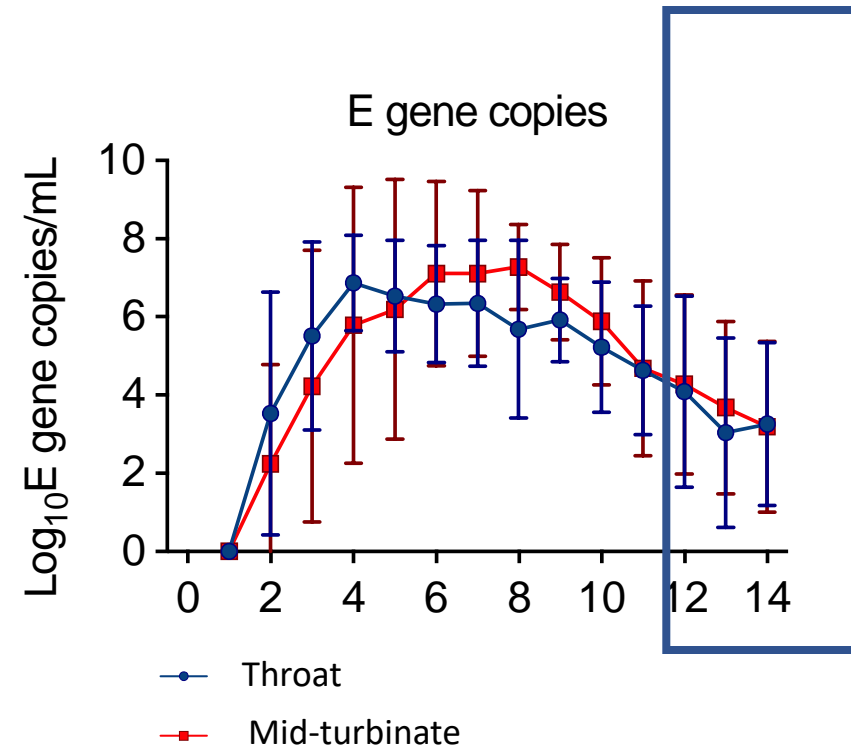 E gene copies
Log₁₀E gene copies/mL
10
8
6
4
2
0
0 2 4 6 8 10 12 14
Throat
Mid-turbinate